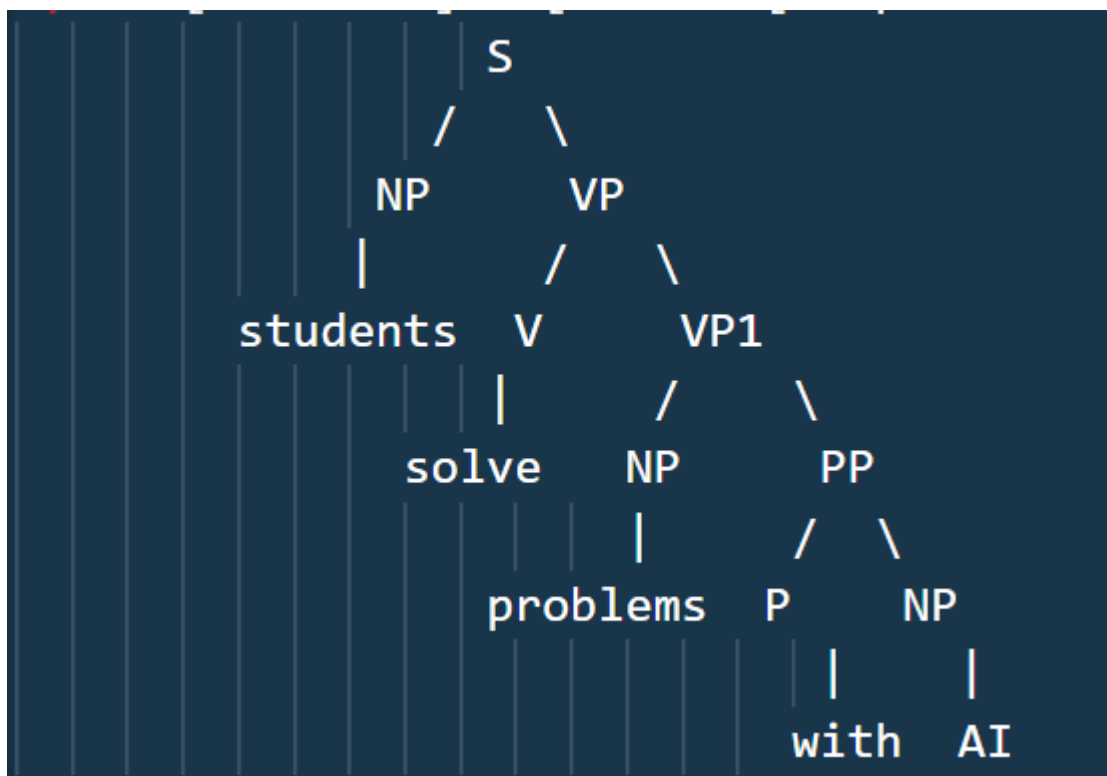 S
/ \
NP VP
| / \
students V VP1
| / \
solve NP PP
| / \
problems P NP
| |
with AI